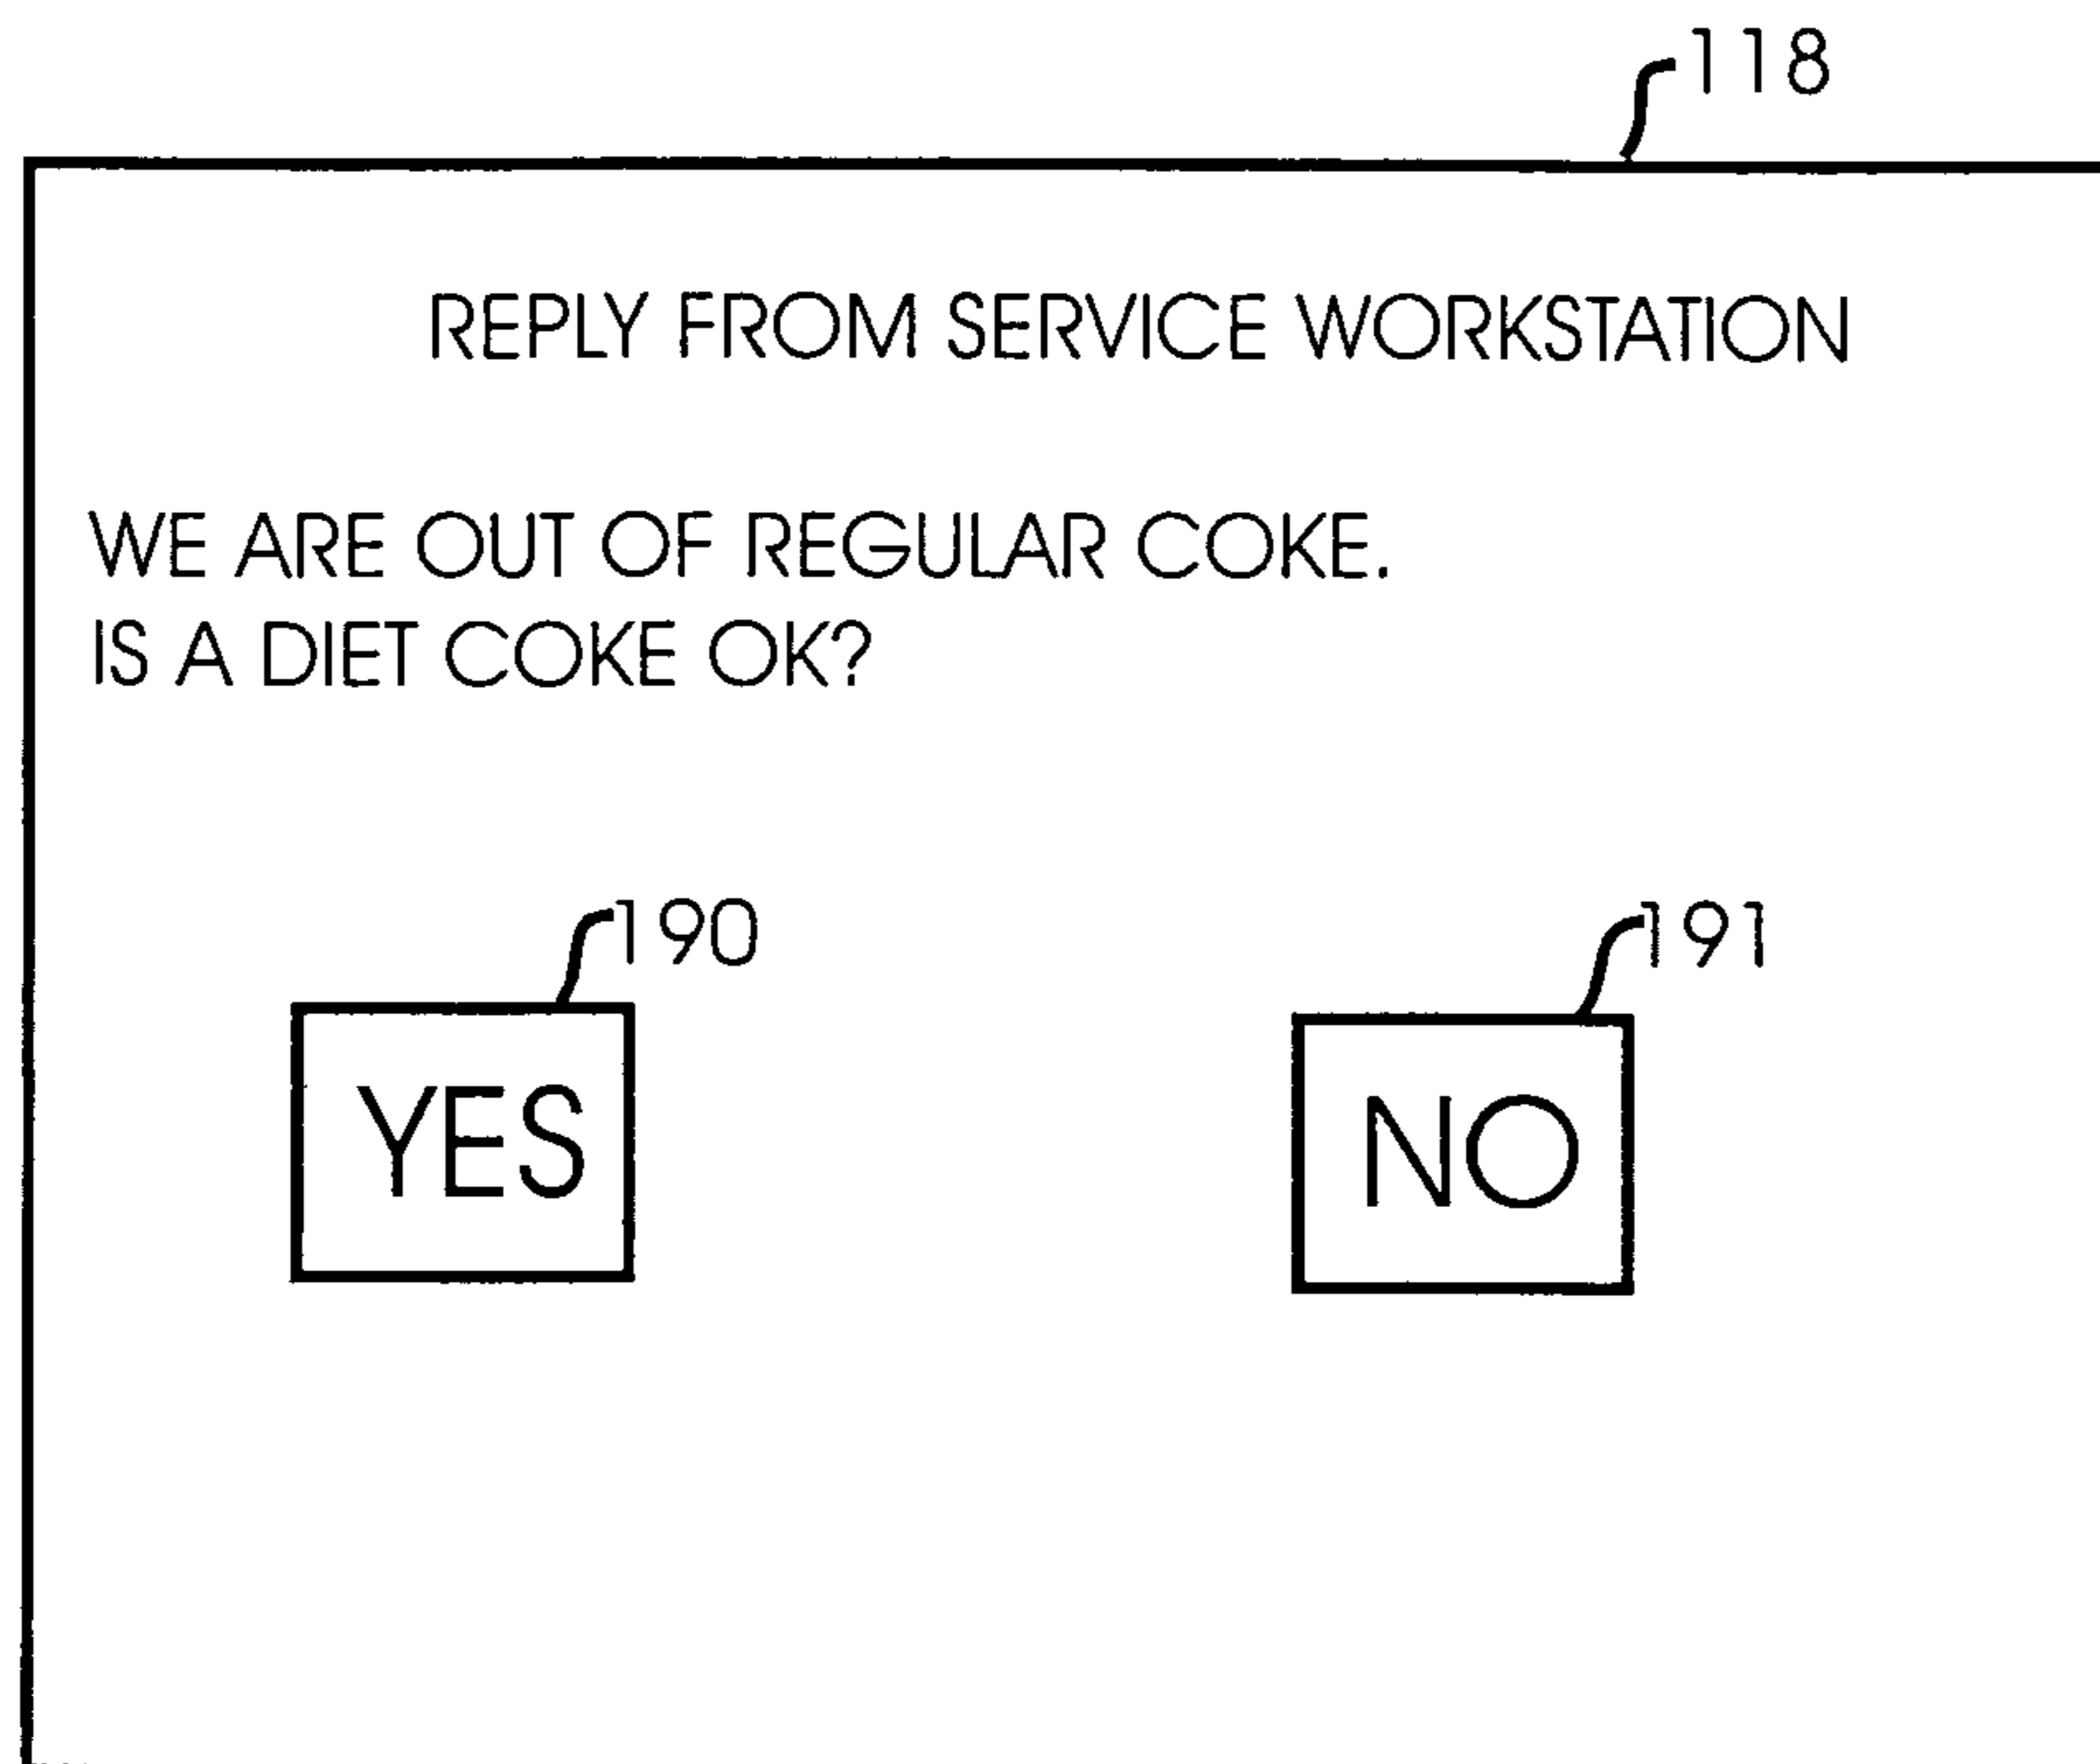 118
REPLY FROM SERVICE WORKSTATION
WE ARE OUT OF REGULAR COKE.
IS A DIET COKE OK?
190 191
YES NO